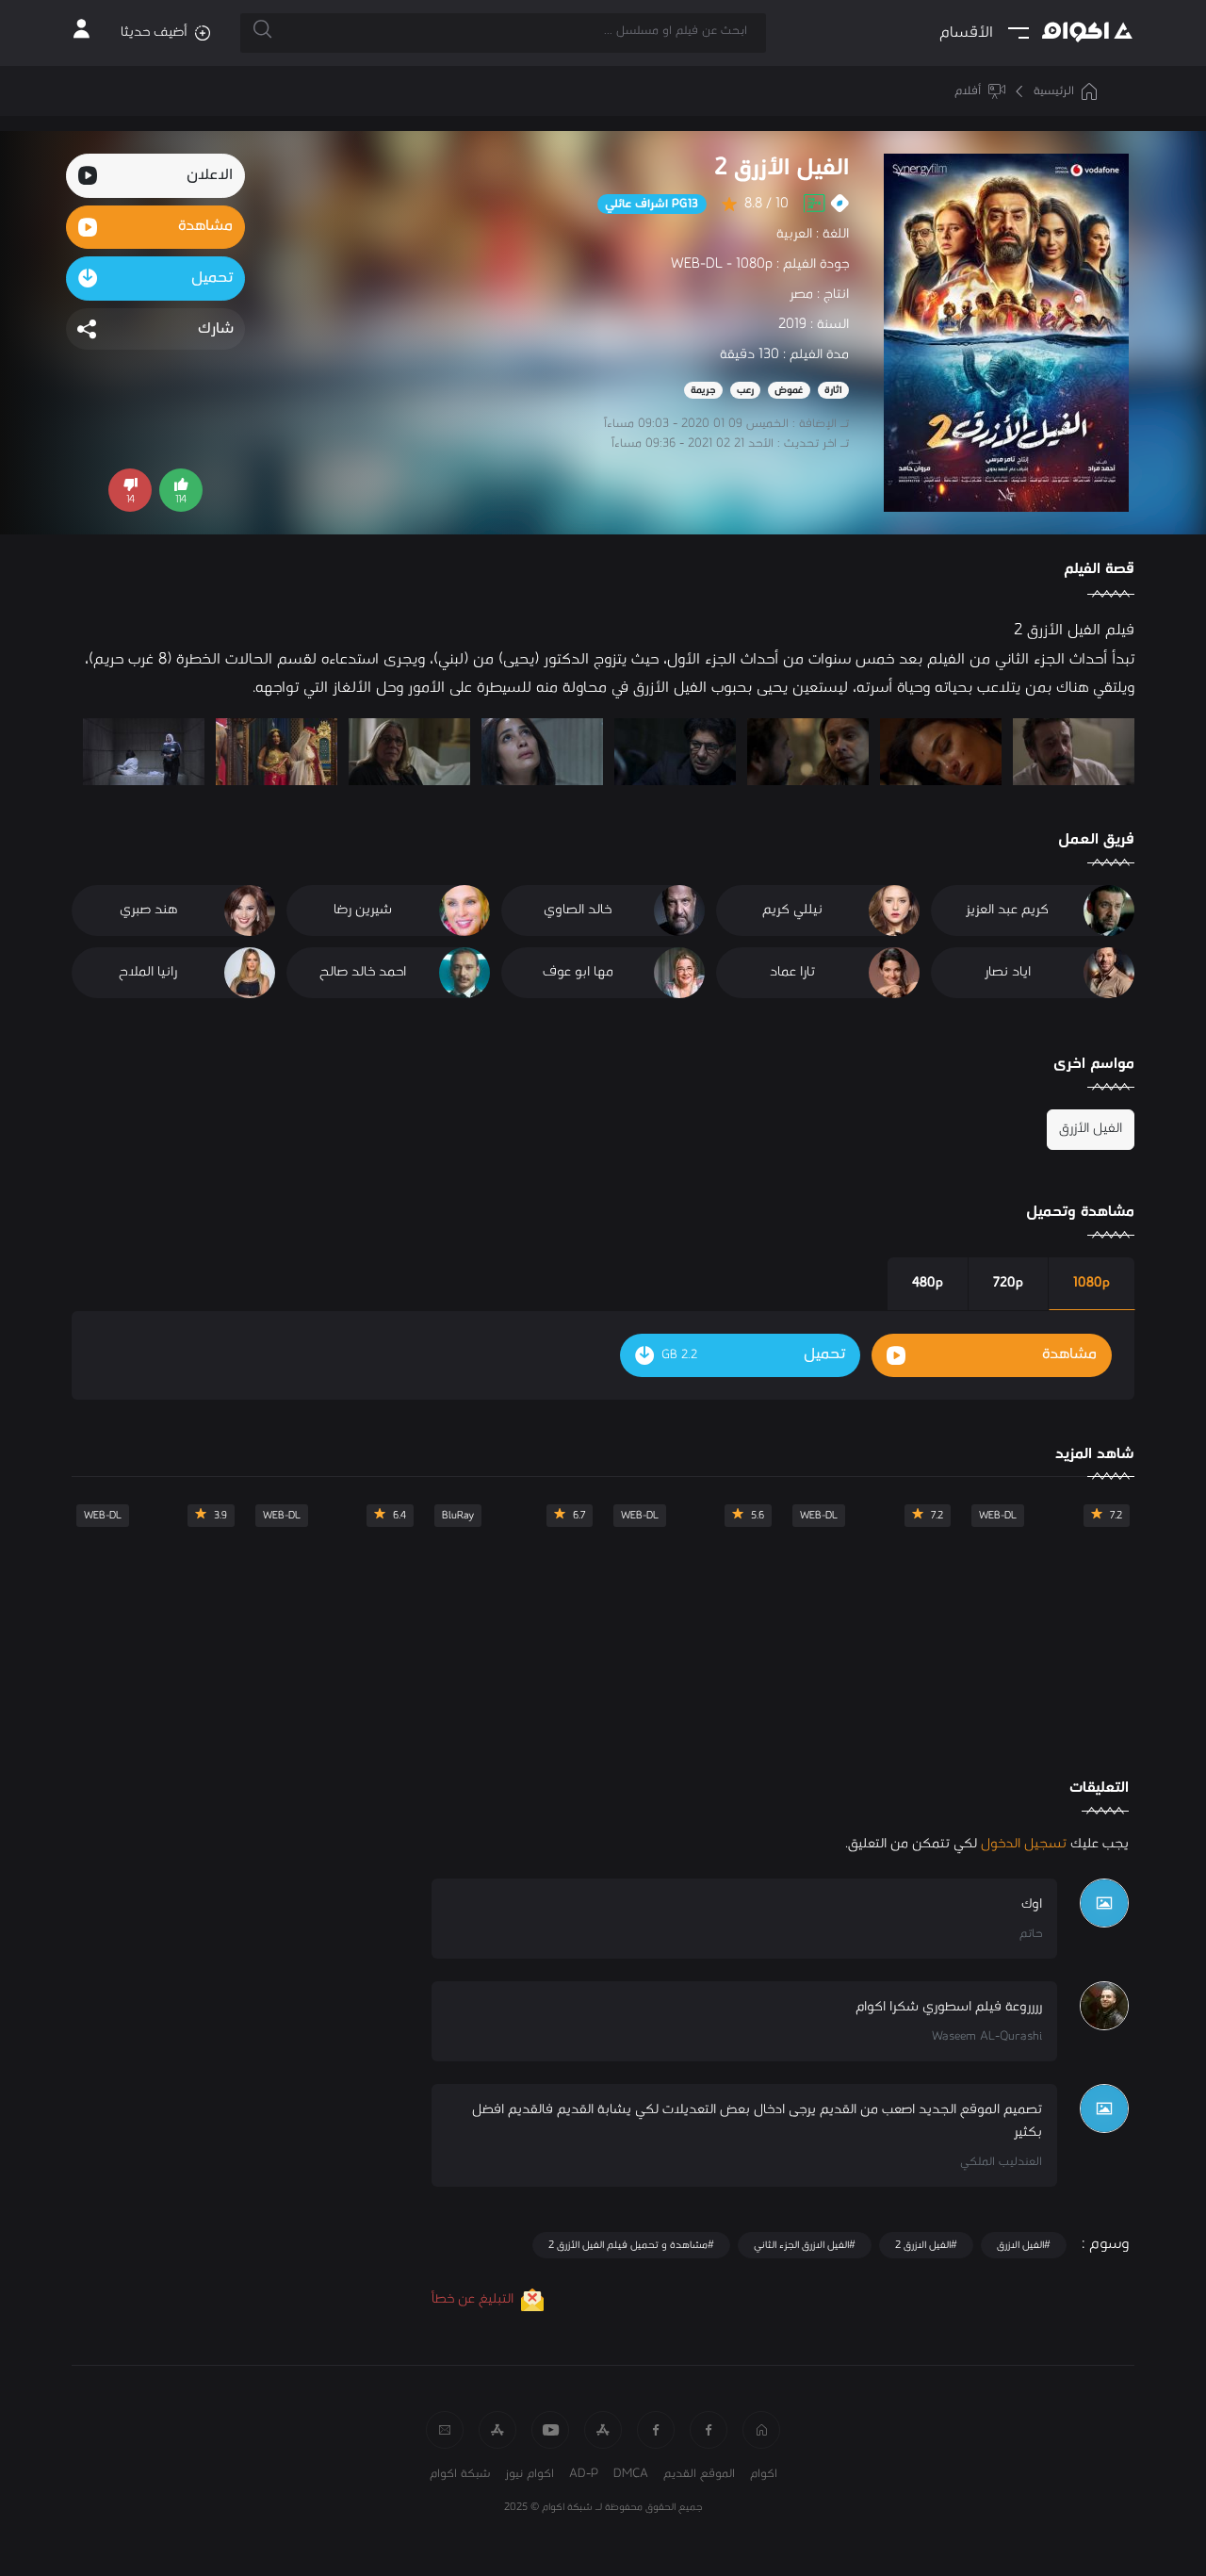 اكوام
الأقسام
ابحث عن فيلم او مسلسل ...
أضيف حديثا
الرئيسية
أفلام
Synergyfilm
vodafone
الفيل الأزرق 2
تأليف
أحمد مراد
إنتاج تامر مرسي
مروان حامد
الفيل الأزرق 2
10 / 8.8
PG13 اشراف عائلي
اللغة : العربية
جودة الفيلم : WEB-DL - 1080p
انتاج : مصر
السنة : 2019
مدة الفيلم : 130 دقيقة
اثارة
غموض
رعب
جريمة
تـ الإضافة : الخميس 09 01 2020 - 09:03 مساءاً
تـ اخر تحديث : الأحد 21 02 2021 - 09:36 مساءاً
الاعلان
مشاهدة
تحميل
شارك
114
14
قصة الفيلم
فيلم الفيل الأزرق 2
تبدأ أحداث الجزء الثاني من الفيلم بعد خمس سنوات من أحداث الجزء الأول، حيث يتزوج الدكتور (يحيى) من (لبنى)، ويجرى استدعاءه لقسم الحالات الخطرة (8 غرب حريم)،
ويلتقي هناك بمن يتلاعب بحياته وحياة أسرته، ليستعين يحيى بحبوب الفيل الأزرق في محاولة منه للسيطرة على الأمور وحل الألغاز التي تواجهه.
فريق العمل
كريم عبد العزيز
نيللي كريم
خالد الصاوي
شيرين رضا
هند صبري
اياد نصار
تارا عماد
مها ابو عوف
احمد خالد صالح
رانيا الملاح
مواسم اخرى
الفيل الأزرق
مشاهدة وتحميل
1080p
720p
480p
مشاهدة
تحميل
2.2 GB
شاهد المزيد
7.2
WEB-DL
7.2
WEB-DL
5.6
WEB-DL
6.7
BluRay
6.4
WEB-DL
3.9
WEB-DL
التعليقات
يجب عليك تسجيل الدخول لكي تتمكن من التعليق.
اوك
حاتم
رررروعة فيلم اسطوري شكرا اكوام
Waseem AL-Qurashi
تصميم الموقع الجديد اصعب من القديم يرجى ادخال بعض التعديلات لكي يشابة القديم فالقديم افضل
بكثير
العندليب الملكي
وسوم :
#الفيل الازرق
#الفيل الازرق 2
#الفيل الازرق الجزء الثاني
#مشاهدة و تحميل فيلم الفيل الأزرق 2
التبليغ عن خطأ
اكوام
الموقع القديم
DMCA
AD-P
اكوام نيوز
شبكة اكوام
جميع الحقوق محفوظة لـ شبكة اكوام © 2025